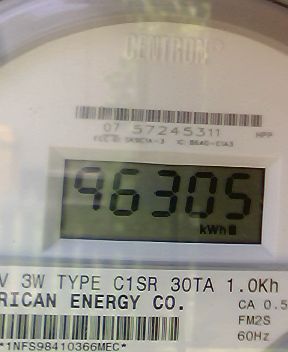 CENTRON
07 57245311
HPP
96305
kWh
V 3W TYPE C1SR 30TA 1.0Kh
RICAN ENERGY CO.
CA 0.5
FM2S
60Hz
*1NFS98410366MEC*